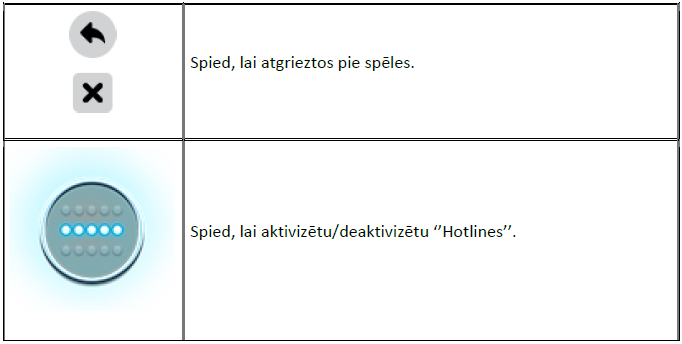 Spied, lai atgrieztos pie spēles.
Spied, lai aktivizētu/deaktivizētu ‘’Hotlines’’.